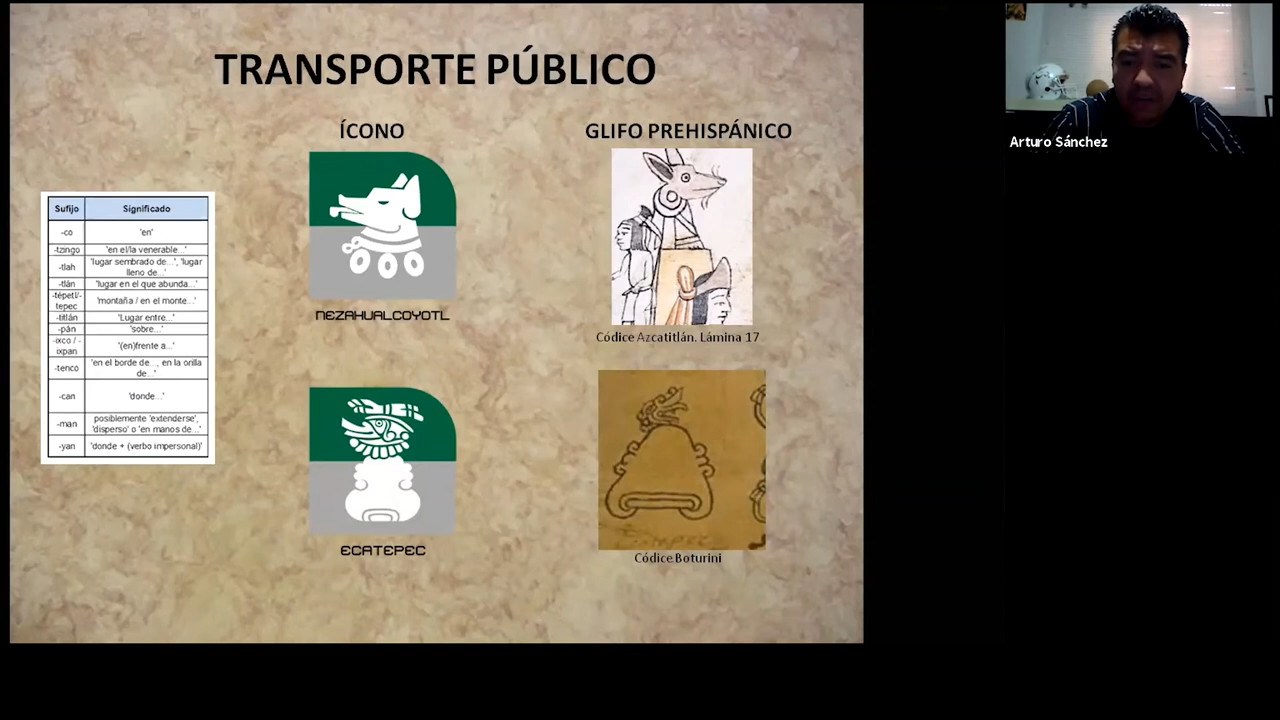 TRANSPORTE PÚBLICO
ÍCONO
GLIFO PREHISPÁNICO
Sufijo Significado
-co 'en'
-tzingo 'en el/la venerable...'
-tlah 'lugar sembrado de...', 'lugar
lleno de...'
-tlán 'lugar en el que abunda...'
-tépetl/-
tepec 'montaña / en el monte...'
-titlán 'Lugar entre...'
-pán 'sobre...'
-ixco / -
ixpan '(en)frente a...'
-tenco 'en el borde de..., en la orilla
de...'
-can 'donde...'
-man posiblemente 'extenderse',
'disperso' o 'en manos de...'
-yan 'donde + (verbo impersonal)'
NEZAHUALCOYOTL
Códice Azcatitlán. Lámina 17
ECATEPEC
Códice Boturini
Arturo Sánchez